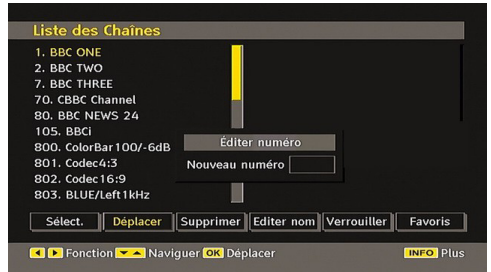 Liste des Chaînes
1. BBC ONE
2. BBC TWO
7. BBC THREE
70. CBBC Channel
80. BBC NEWS 24
105. BBCi
800. ColorBar100/-6dB
801. Codec4:3
802. Codec16:9
803. BLUE/Left1kHz
Éditer numéro
Nouveau numéro
Sélect. Déplacer Supprimer Editer nom Verrouiller Favoris
Fonction Naviguer OK Déplacer INFO Plus